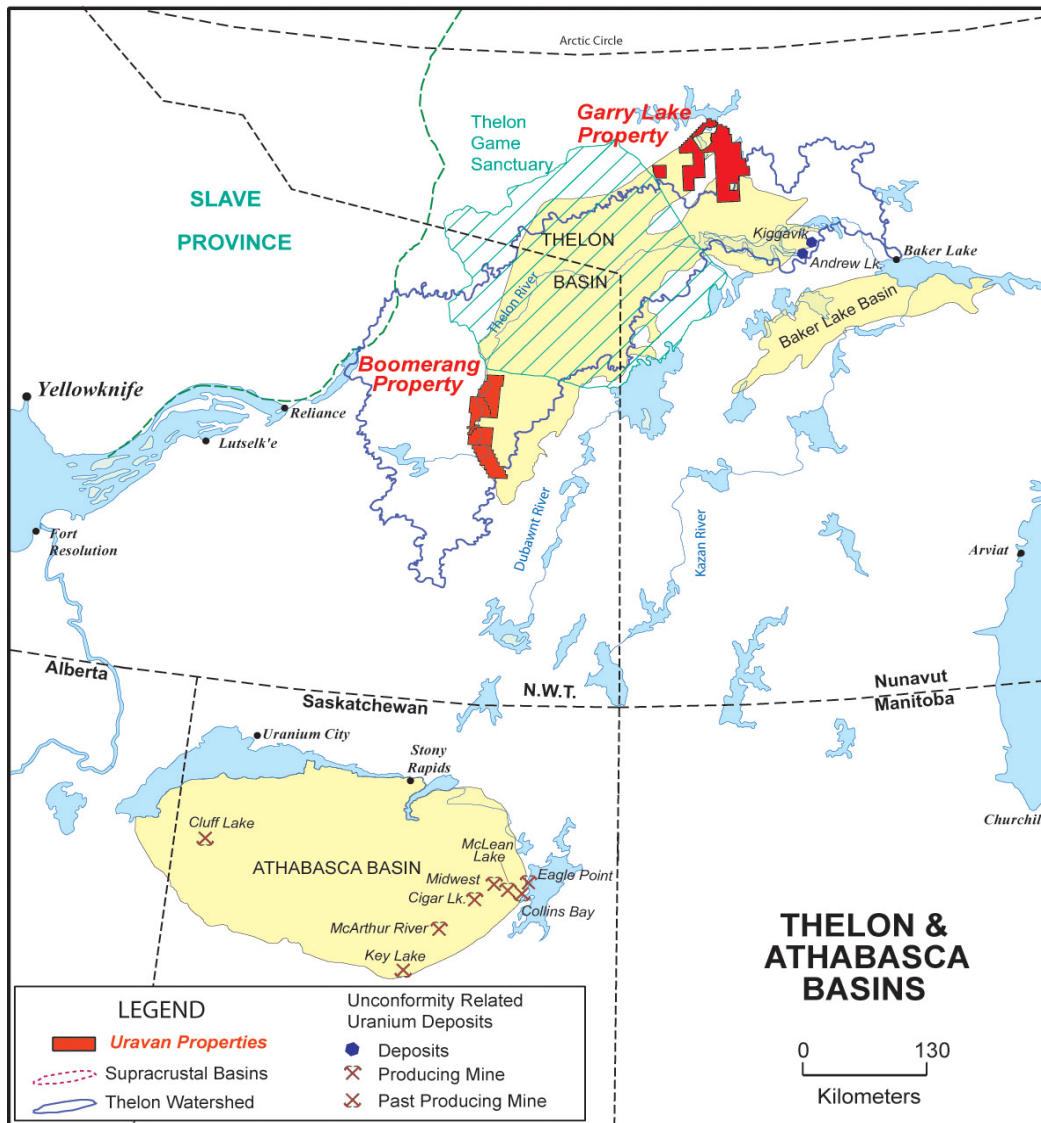 Arctic Circle
Garry Lake
Property
Thelon
Game
Sanctuary
SLAVE
PROVINCE
THELON
BASIN
Thelon River
Kiggavik
Andrew Lk.
Baker Lake
Baker Lake Basin
Boomerang
Property
Yellowknife
Reliance
Lutselk'e
Fort
Resolution
Dubawnt River
Kazan River
Arviat
Alberta
Saskatchewan
N.W.T.
Nunavut
Manitoba
Uranium City
Stony
Rapids
Churchil
Cluff Lake
ATHABASCA BASIN
McLean
Lake
Midwest
Eagle Point
Cigar Lk.
Collins Bay
McArthur River
Key Lake
THELON &
ATHABASCA
BASINS
0 130
Kilometers
LEGEND
Uravan Properties
Supracrustal Basins
Thelon Watershed
Unconformity Related
Uranium Deposits
Deposits
Producing Mine
Past Producing Mine